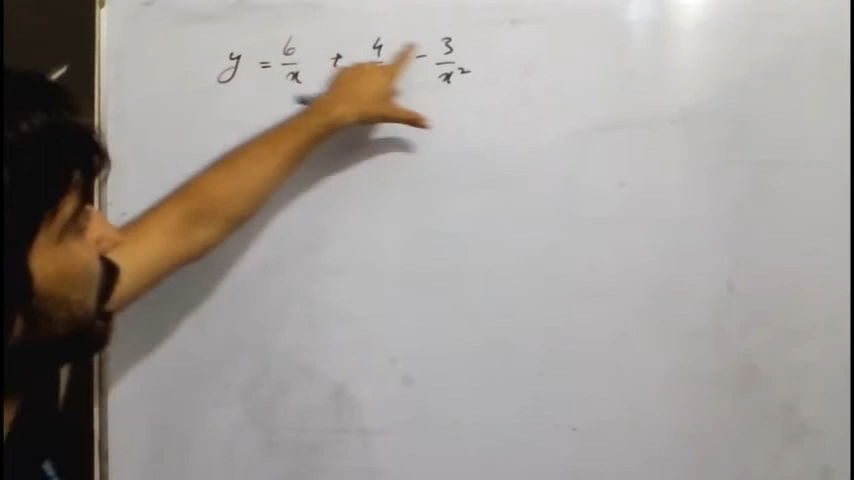 y = 6/x + 4 - 3/x²